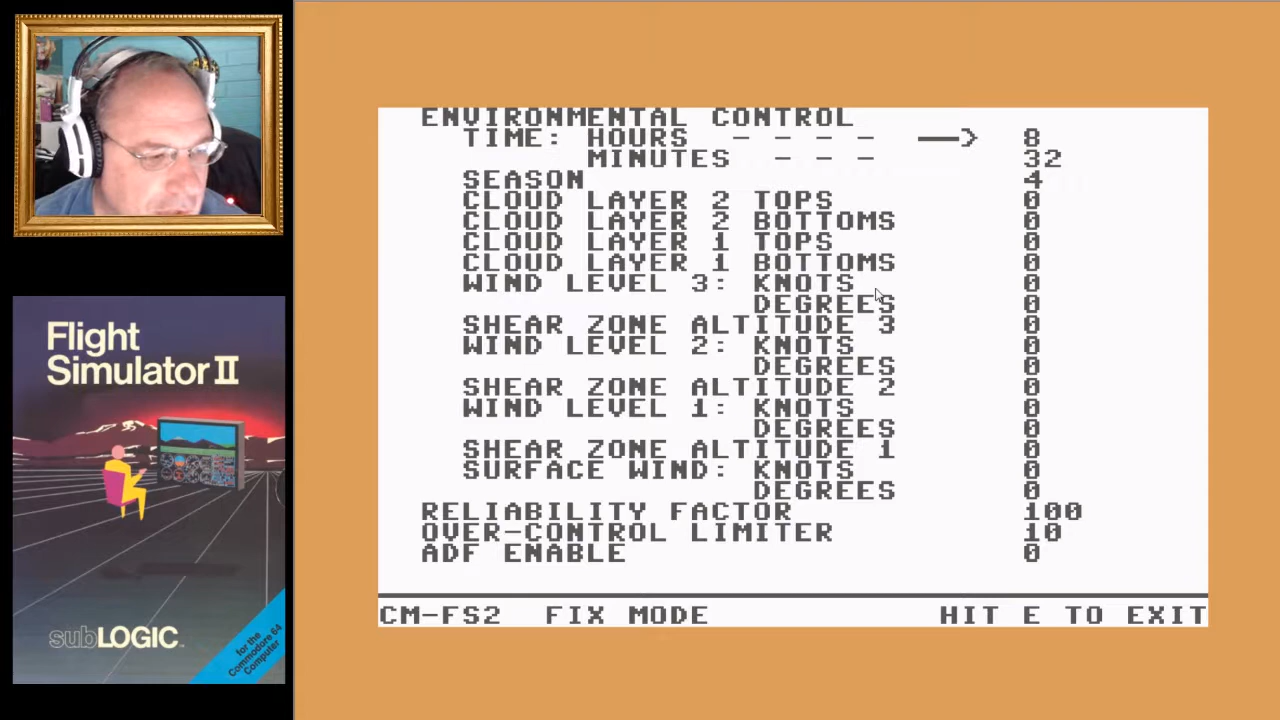 Flight
Simulator II
subLOGIC™
for the
Commodore 64
Computer
ENVIRONMENTAL CONTROL
TIME: HOURS - - - - ——> 8
MINUTES - - - 32
SEASON 4
CLOUD LAYER 2 TOPS 0
CLOUD LAYER 2 BOTTOMS 0
CLOUD LAYER 1 TOPS 0
CLOUD LAYER 1 BOTTOMS 0
WIND LEVEL 3: KNOTS 0
DEGREES 0
SHEAR ZONE ALTITUDE 3 0
WIND LEVEL 2: KNOTS 0
DEGREES 0
SHEAR ZONE ALTITUDE 2 0
WIND LEVEL 1: KNOTS 0
DEGREES 0
SHEAR ZONE ALTITUDE 1 0
SURFACE WIND: KNOTS 0
DEGREES 0
RELIABILITY FACTOR 100
OVER-CONTROL LIMITER 10
ADF ENABLE 0
CM-FS2 FIX MODE HIT E TO EXIT